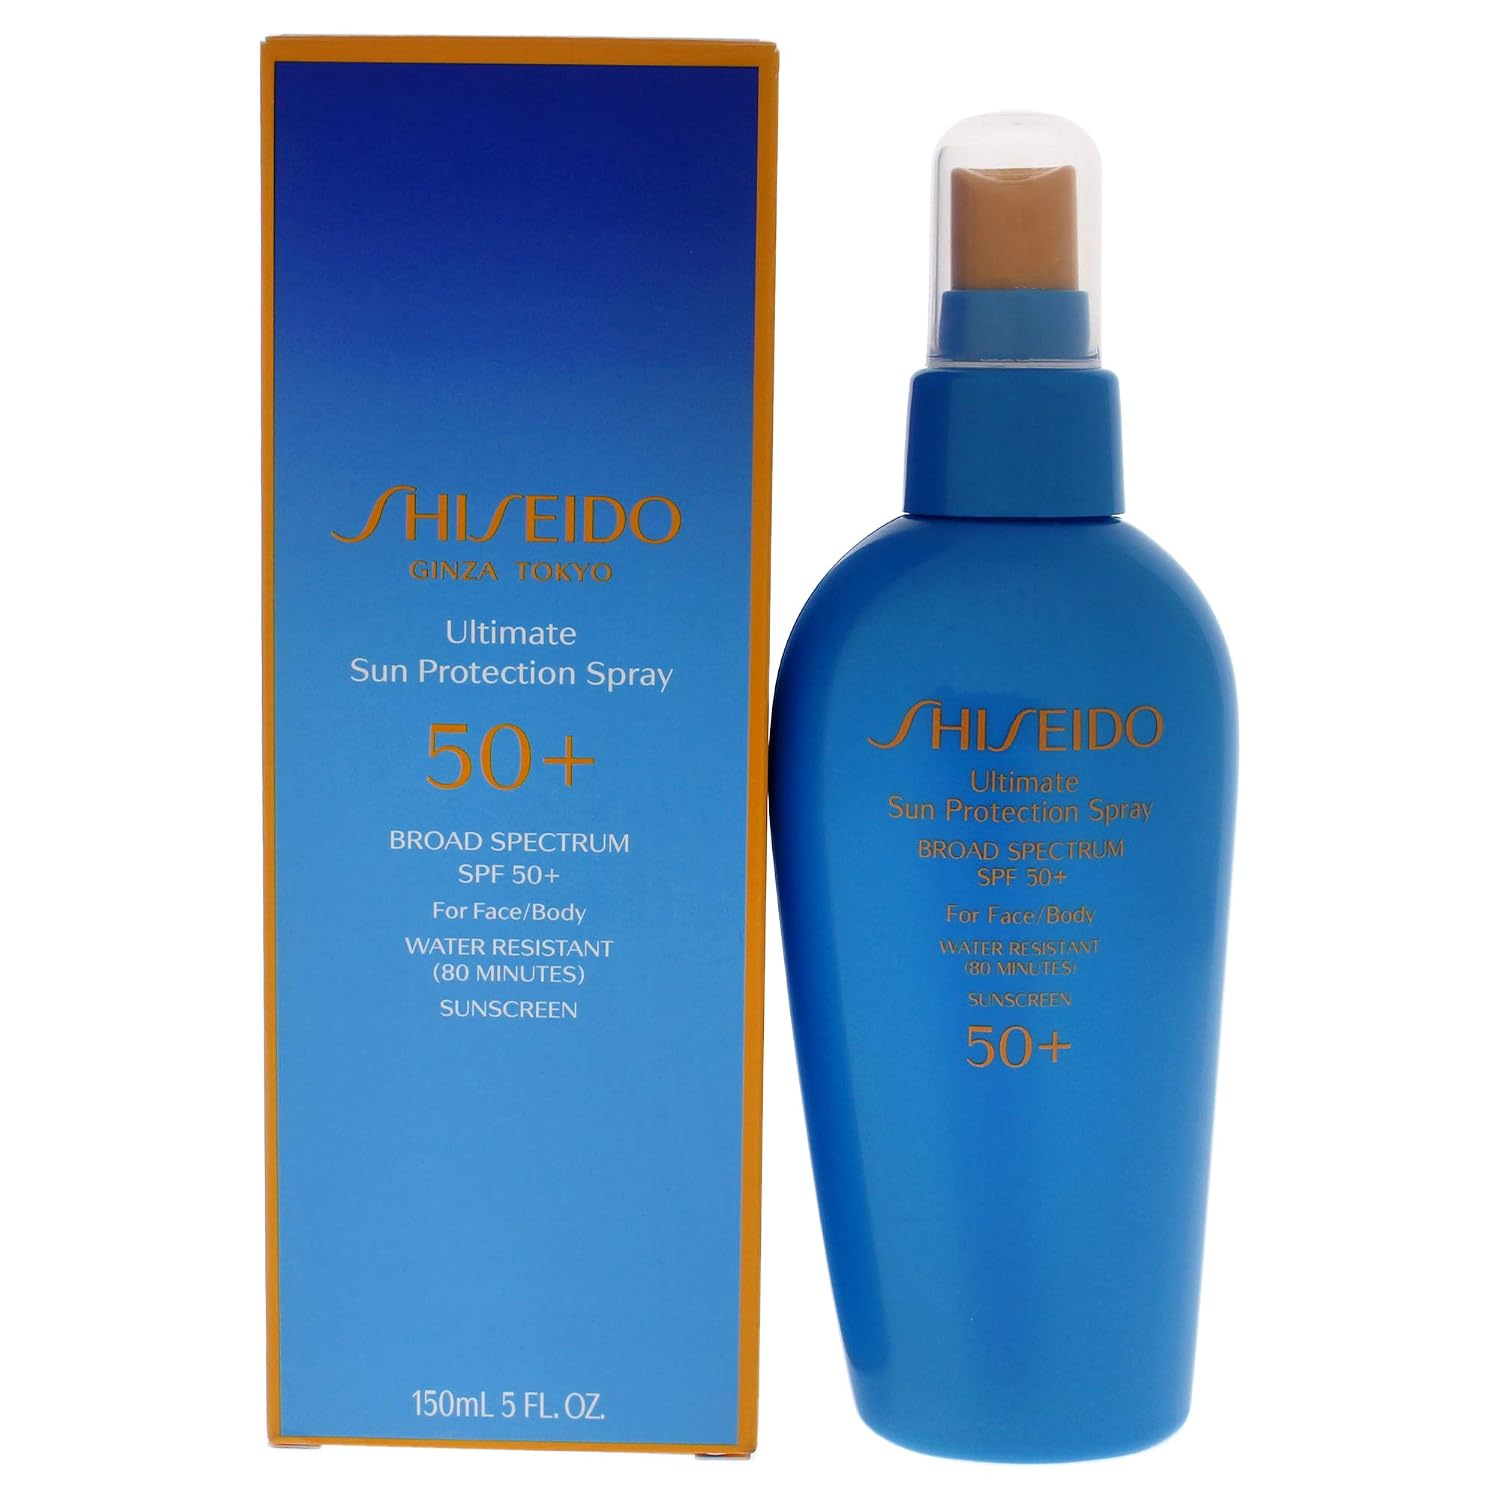 SHISEIDO
GINZA TOKYO
Ultimate
Sun Protection Spray
50+
BROAD SPECTRUM
SPF 50+
For Face/Body
WATER RESISTANT
(80 MINUTES)
SUNSCREEN
150mL 5 FL. OZ.
SHISEIDO
Ultimate
Sun Protection Spray
BROAD SPECTRUM
SPF 50+
For Face/Body
WATER RESISTANT
(80 MINUTES)
SUNSCREEN
50+